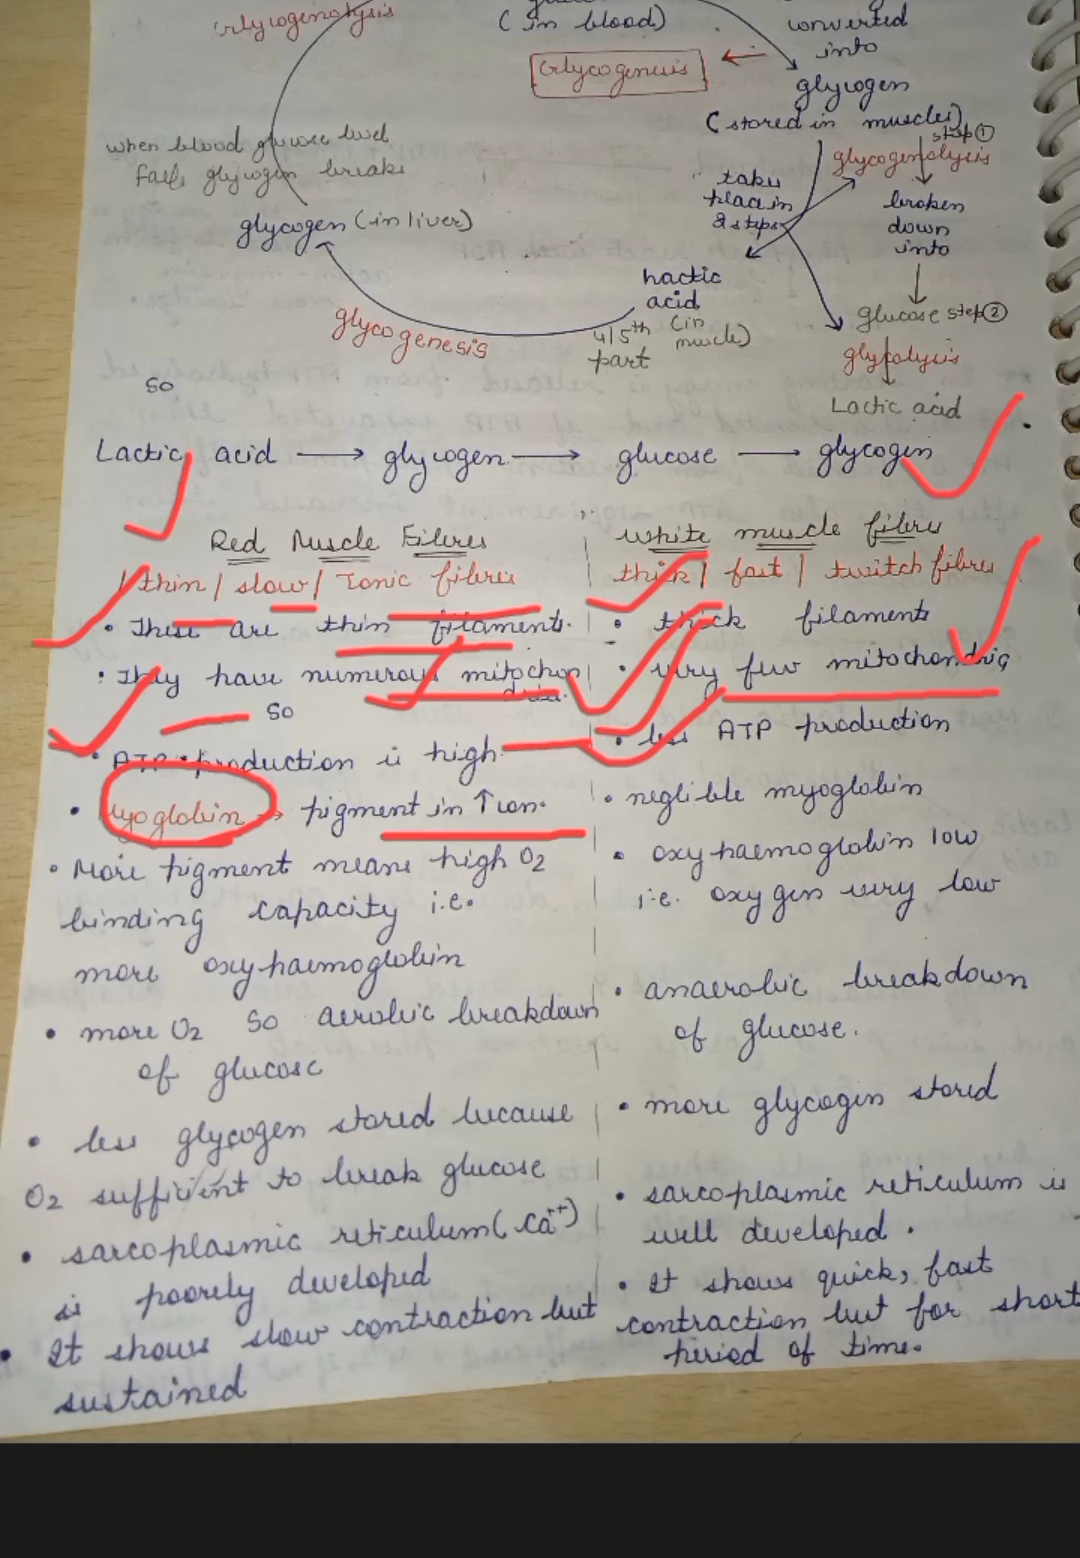 Glycogenolysis
(in blood)
converted
into
Glycogenesis
glycogen
(stored in muscles)
step ①
glycogenolysis
when blood glucose level
falls glycogen breaks
takes
place in
2 steps
broken
down
into
glycogen (in liver)
lactic
acid
(in
muscle)
4/5th
part
glucose step ②
glycogenesis
glycolysis
Lactic acid
so
Lactic acid → glycogen → glucose → glycogen
Red Muscle Fibres
white muscle fibres
thin / slow / Tonic fibres
thick / fast / twitch fibres
• These are thin filaments.
• thick filaments
• They have numerous mitochon
dria.
• very few mitochondria
so
• ATP production is high.
• less ATP production
• Myoglobin → pigment in ↑ con.
• neglible myoglobin
• More pigment means high O2
binding capacity i.e.
more oxyhaemoglobin
• oxyhaemoglobin low
i.e. oxygen very low
• more O2 so aerobic breakdown
of glucose
• anaerobic breakdown
of glucose.
• less glycogen stored because
O2 sufficient to break glucose
• more glycogen stored
• sarcoplasmic reticulum (Ca++)
is poorely developed
• sarcoplasmic reticulum is
well developed.
• It shows slow contraction but
sustained
• It shows quick, fast
contraction but for short
period of time.